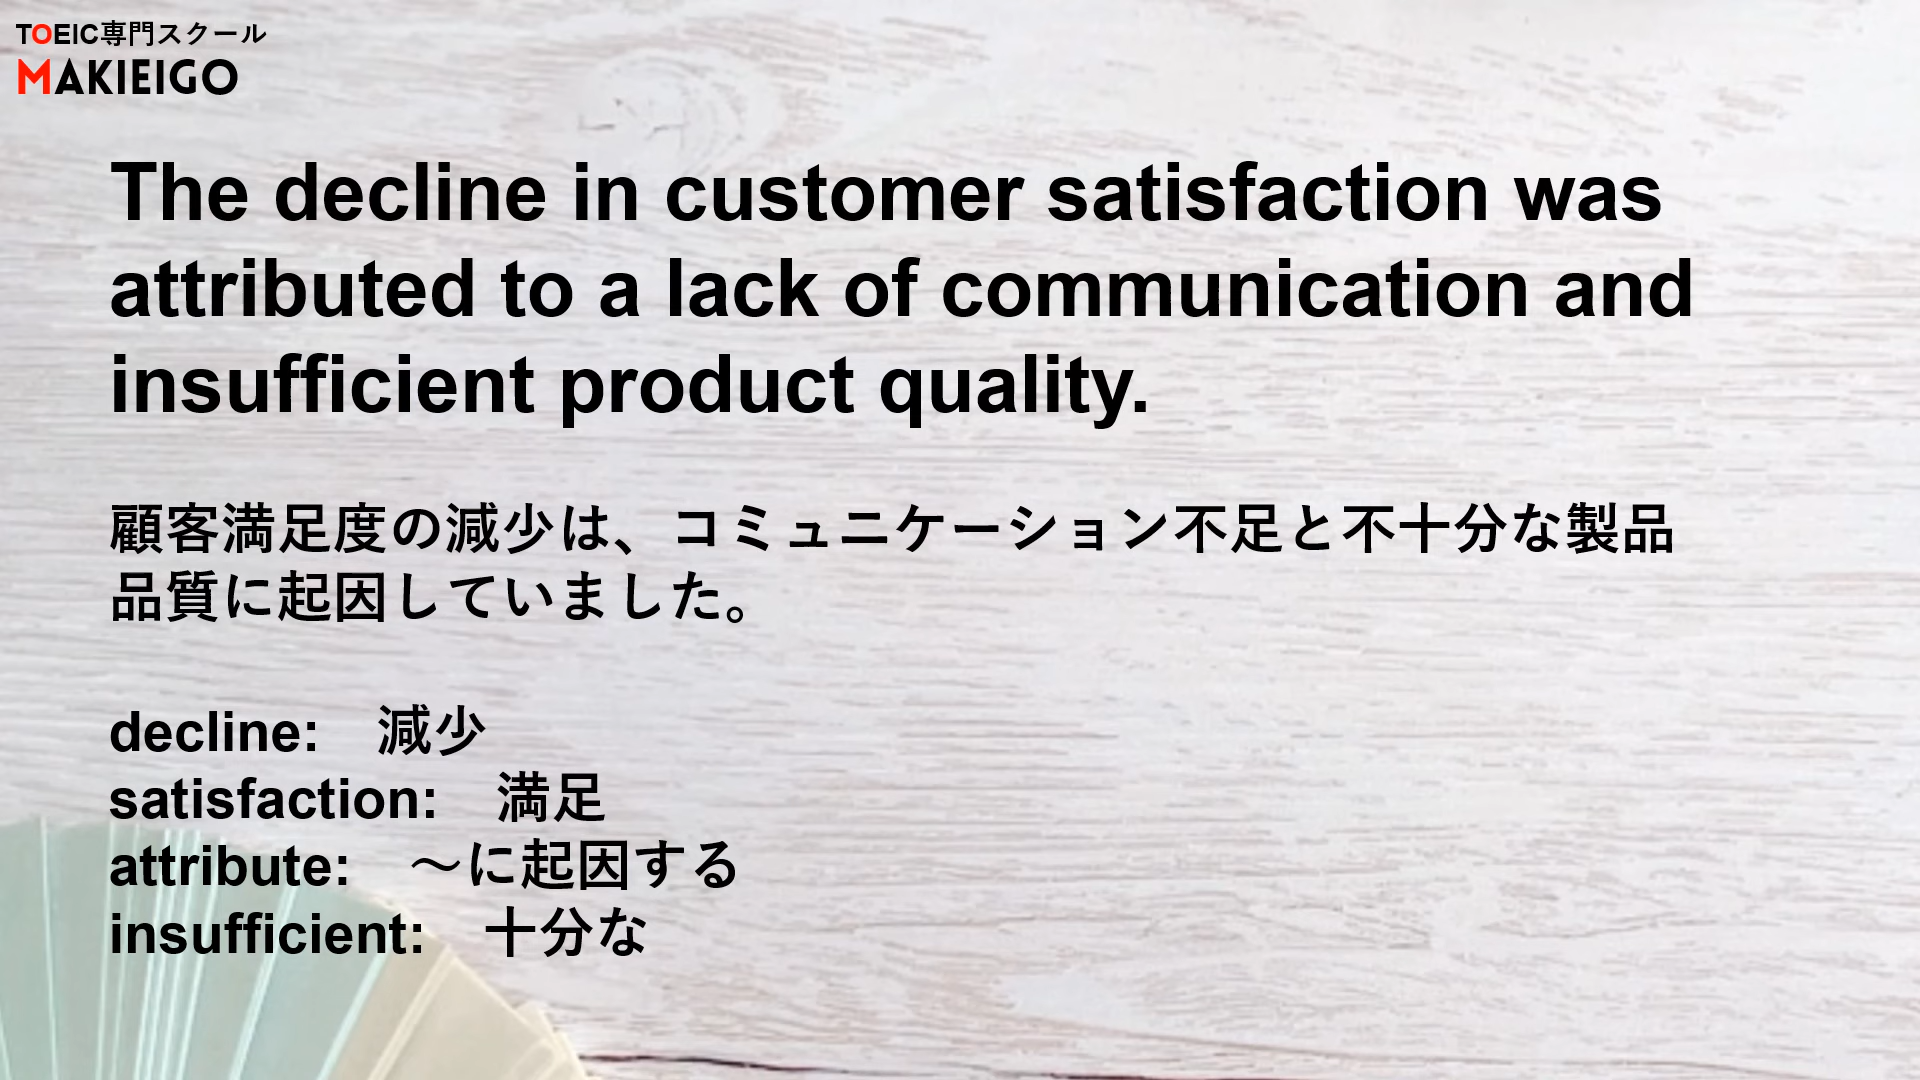 TOEIC専門スクール
MAKIEIGO
The decline in customer satisfaction was
attributed to a lack of communication and
insufficient product quality.
顧客満足度の減少は、コミュニケーション不足と不十分な製品
品質に起因していました。
decline:　減少
satisfaction:　満足
attribute:　～に起因する
insufficient:　十分な